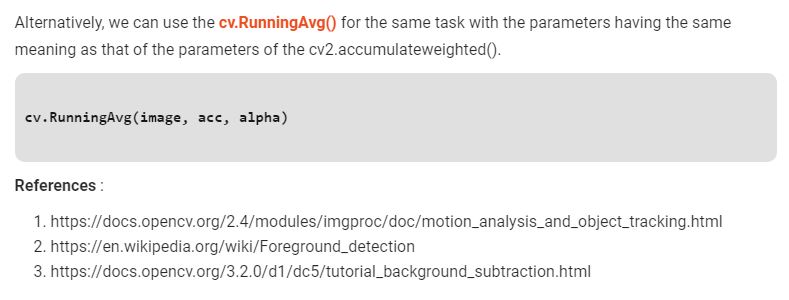 Alternatively, we can use the cv.RunningAvg() for the same task with the parameters having the same
meaning as that of the parameters of the cv2.accumulateweighted().
cv.RunningAvg(image, acc, alpha)
References :
1. https://docs.opencv.org/2.4/modules/imgproc/doc/motion_analysis_and_object_tracking.html
2. https://en.wikipedia.org/wiki/Foreground_detection
3. https://docs.opencv.org/3.2.0/d1/dc5/tutorial_background_subtraction.html